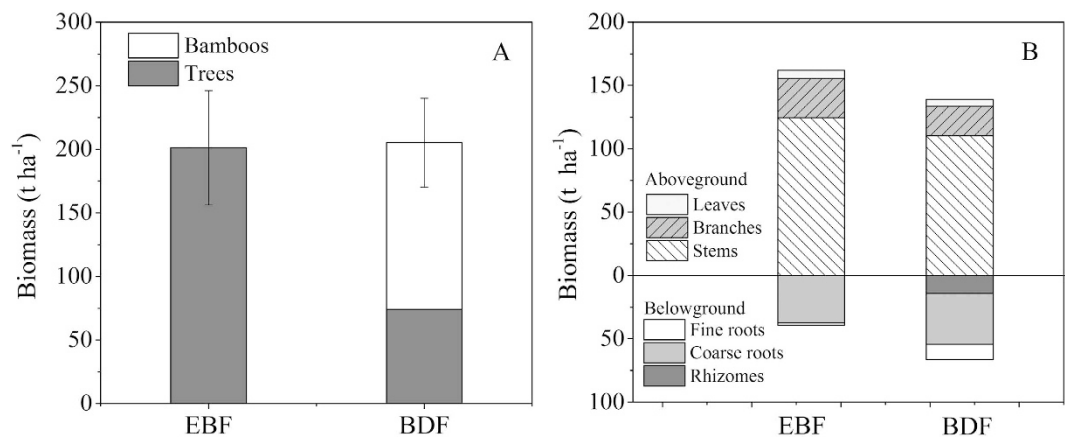 A
Bamboos
Trees
Biomass (t ha⁻¹)
300
250
200
150
100
50
0
EBF
BDF
B
Biomass (t ha⁻¹)
200
150
100
50
0
50
100
Aboveground
Leaves
Branches
Stems
Belowground
Fine roots
Coarse roots
Rhizomes
EBF
BDF